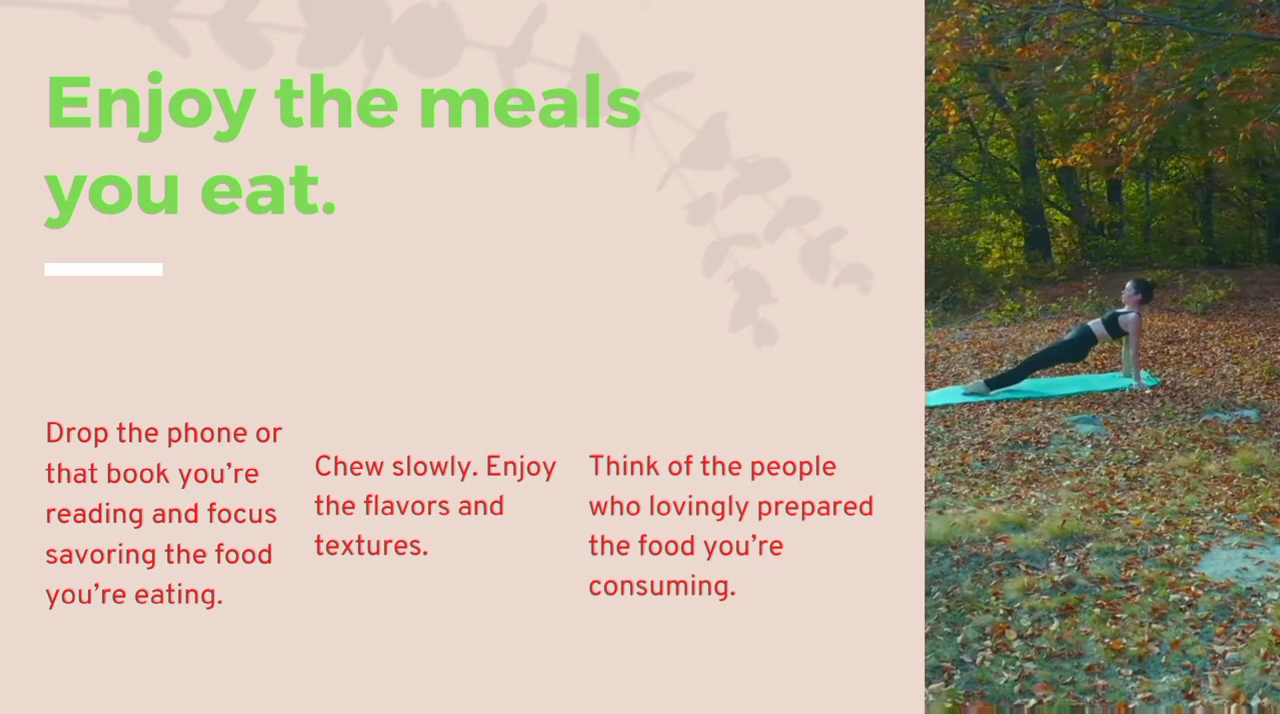 Enjoy the meals
you eat.
Drop the phone or
that book you’re
reading and focus
savoring the food
you’re eating.
Chew slowly. Enjoy
the flavors and
textures.
Think of the people
who lovingly prepared
the food you’re
consuming.